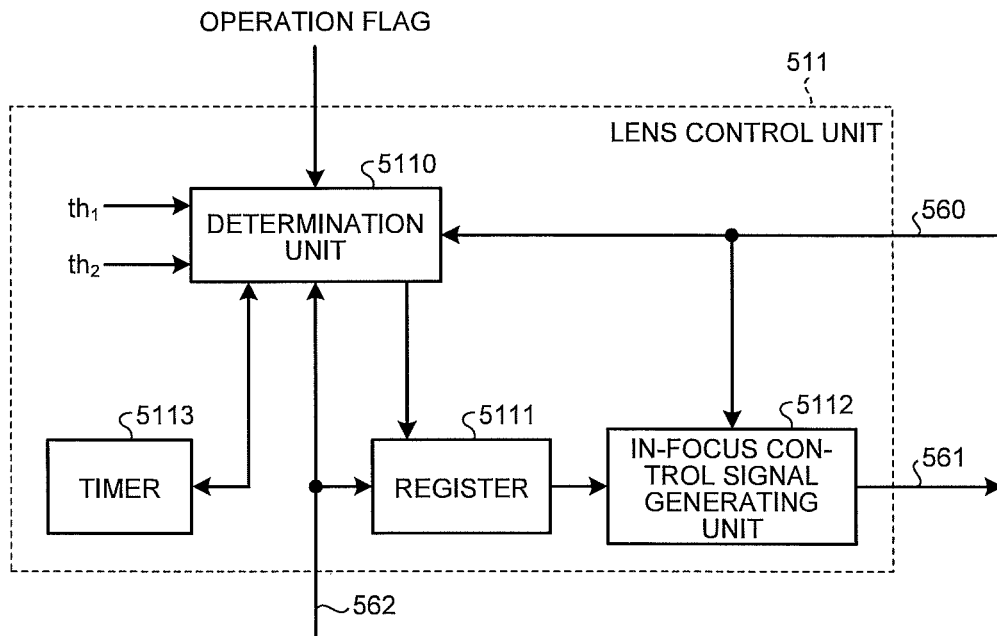 OPERATION FLAG
511
LENS CONTROL UNIT
5110
th₁
th₂
DETERMINATION
UNIT
560
5113
TIMER
5111
REGISTER
5112
IN-FOCUS CON-
TROL SIGNAL
GENERATING
UNIT
561
562